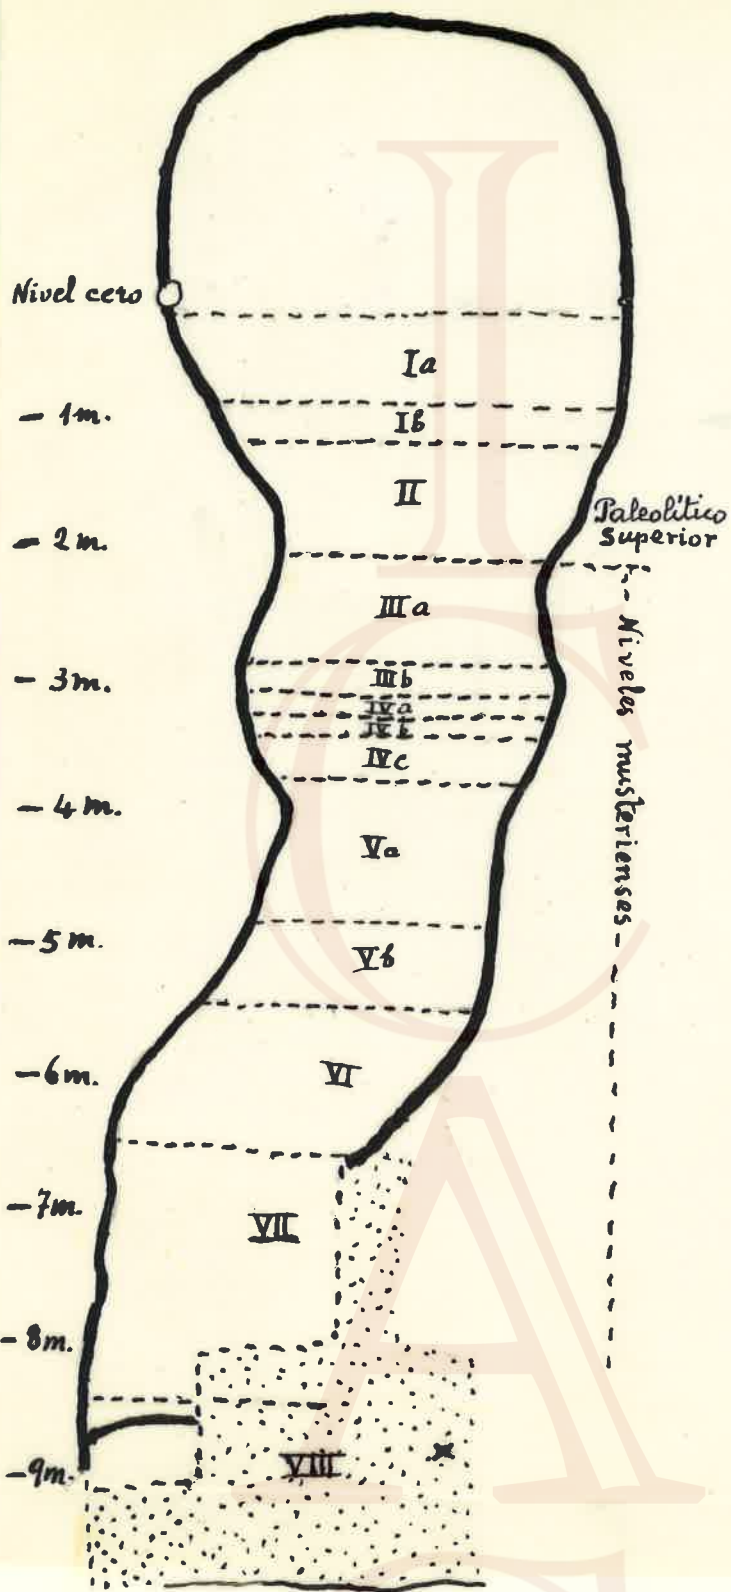 Nivel cero
Ia
- 1m.
Ib
II
Paleolítico
Superior
- 2m.
IIIa
- Niveles musterienses -
- 3m.
IIIb
IVa
IVb
IVc
- 4m.
Va
- 5m.
Vb
- 6m.
VI
- 7m.
VII
- 8m.
VIII
- 9m.
I
C
A